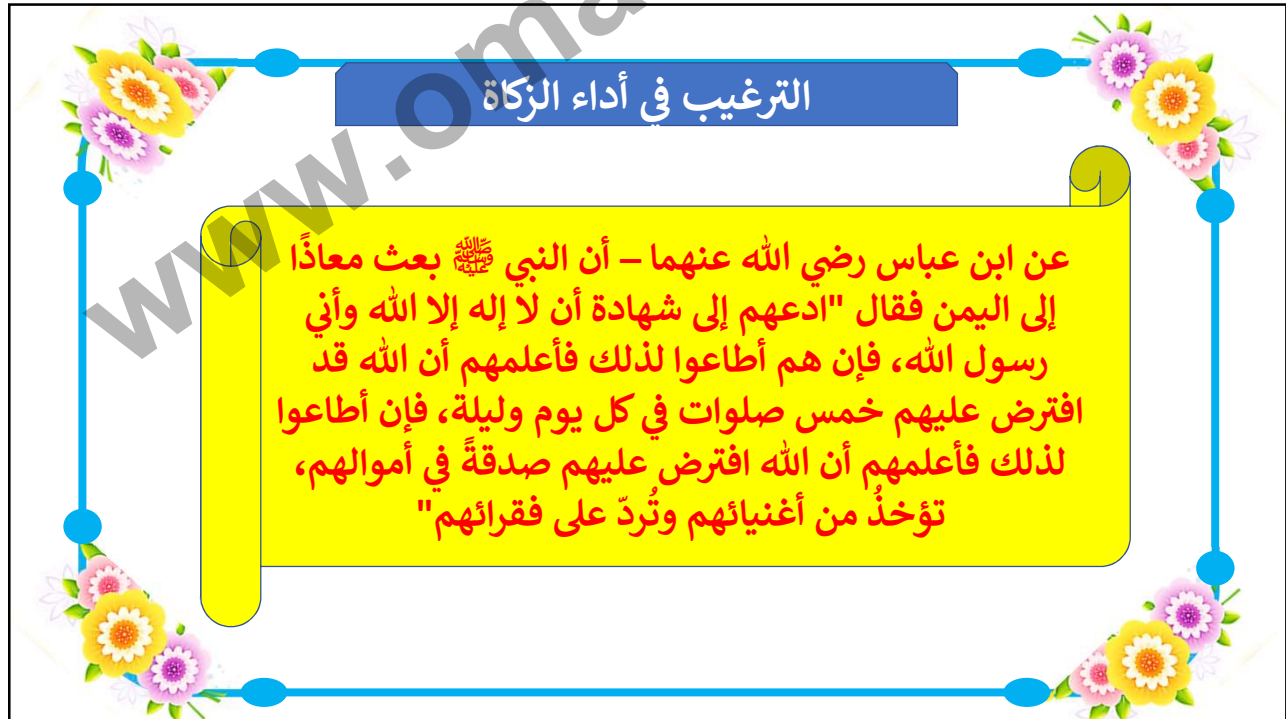 الترغيب في أداء الزكاة
عن ابن عباس رضي الله عنهما – أن النبي ﷺ بعث معاذًا
إلى اليمن فقال "ادعهم إلى شهادة أن لا إله إلا الله وأني
رسول الله، فإن هم أطاعوا لذلك فأعلمهم أن الله قد
افترض عليهم خمس صلوات في كل يوم وليلة، فإن أطاعوا
لذلك فأعلمهم أن الله افترض عليهم صدقةً في أموالهم،
تؤخذُ من أغنيائهم وتُردّ على فقرائهم"
www.oma